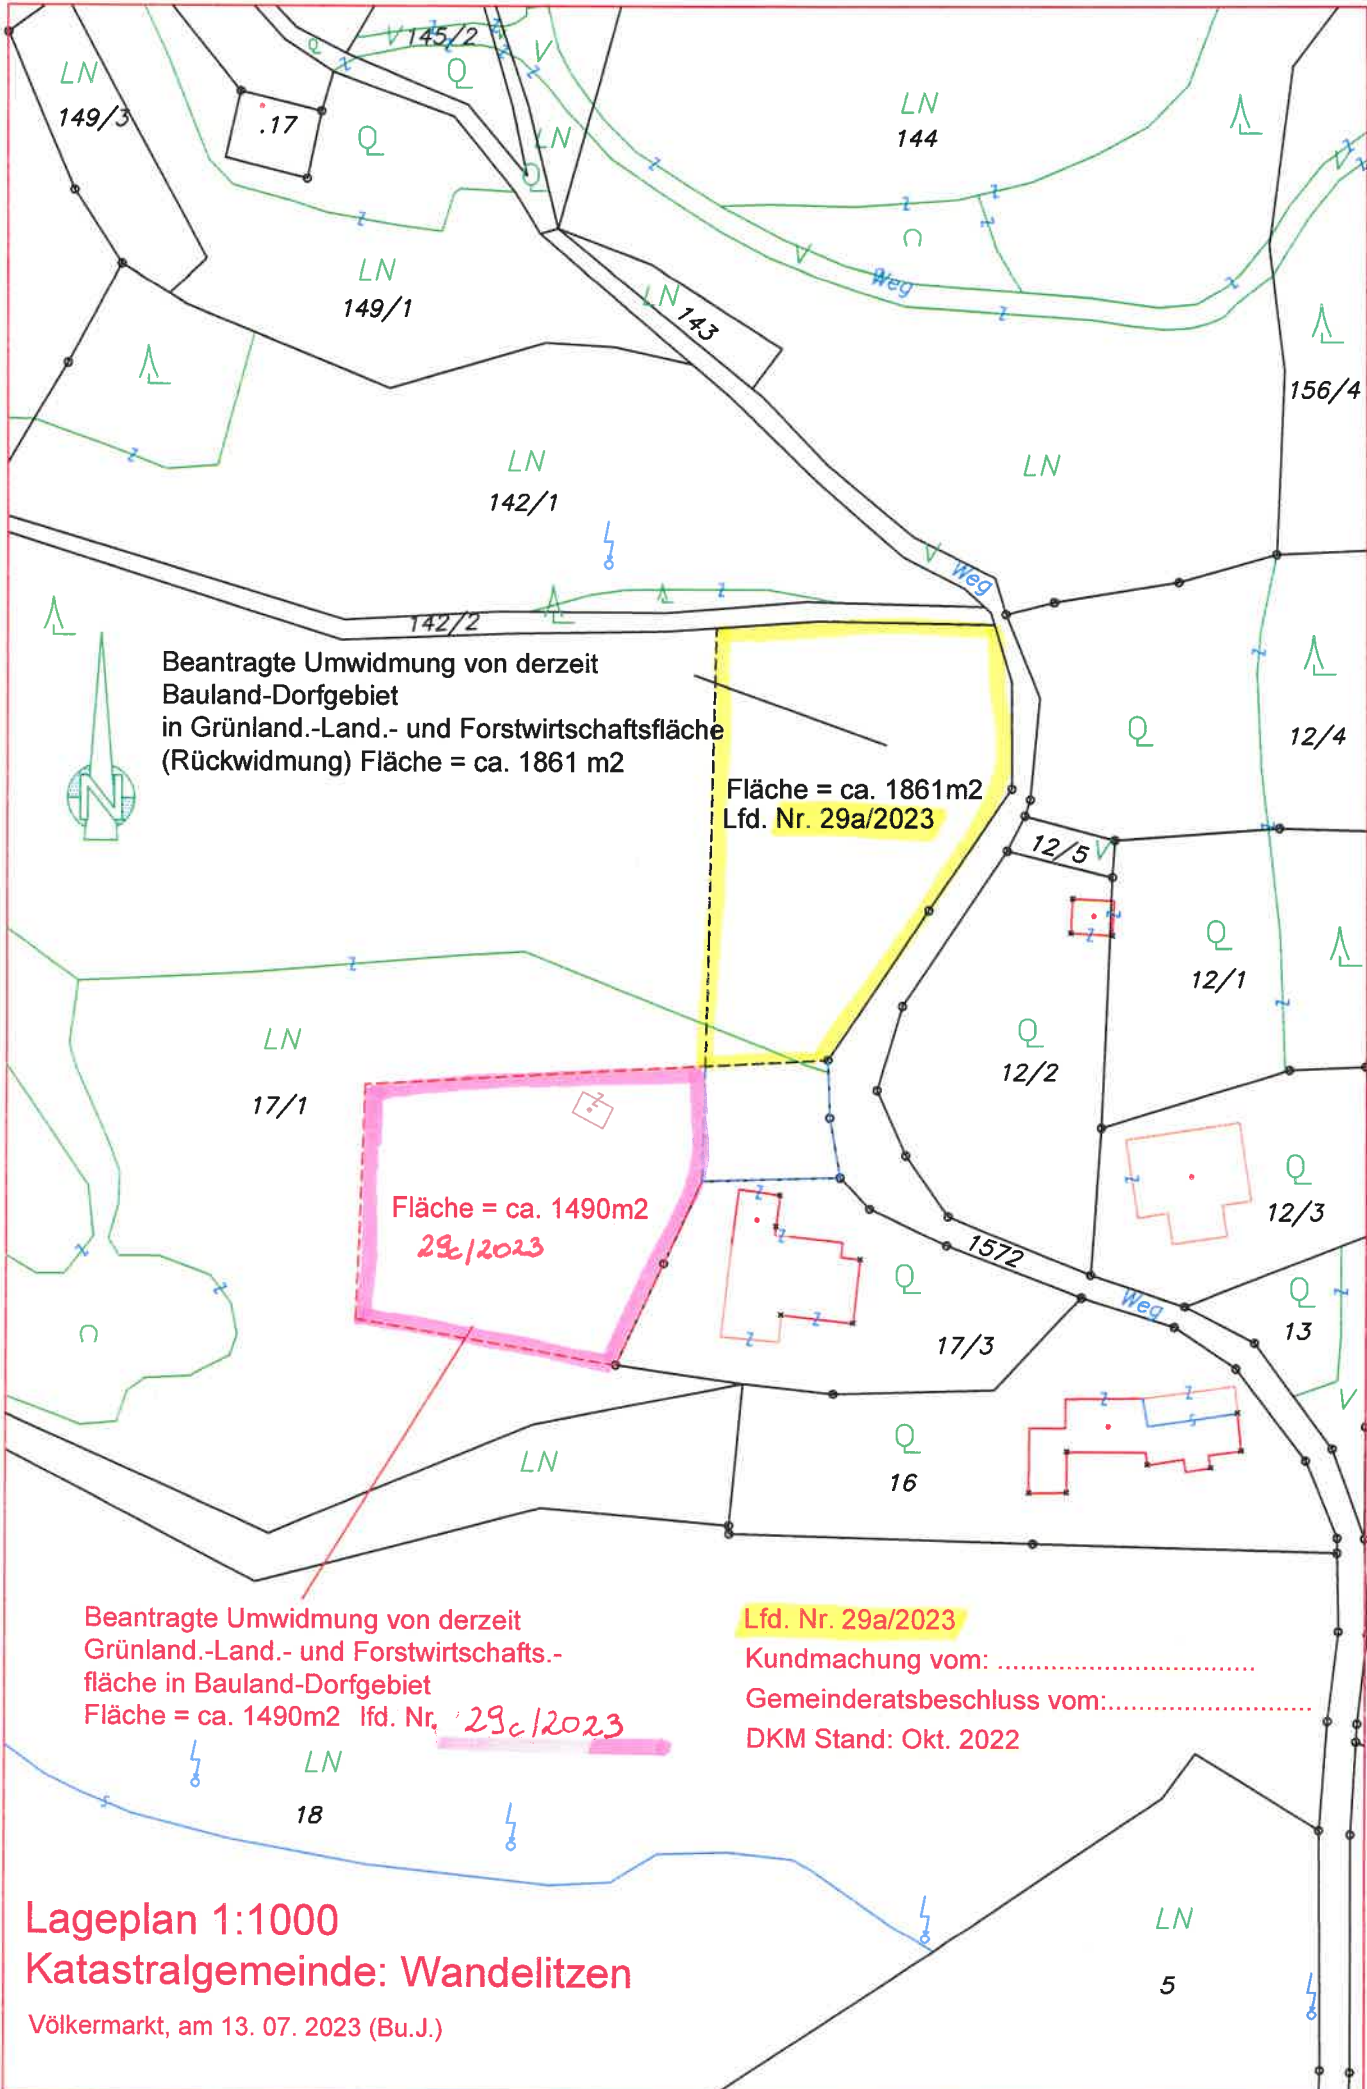 145/2
V
V
Q
Q
LN
149/3
.17
Q
LN
Q
LN
144
LN
149/1
LN
143
V
Weg
V
156/4
LN
142/1
LN
V
Weg
142/2
Beantragte Umwidmung von derzeit
Bauland-Dorfgebiet
in Grünland.-Land.- und Forstwirtschaftsfläche
(Rückwidmung) Fläche = ca. 1861 m2
N
Q
12/4
Fläche = ca. 1861m2
Lfd. Nr. 29a/2023
12/5
V
Q
12/1
LN
17/1
Q
12/2
Fläche = ca. 1490m2
29c/2023
Q
12/3
1572
Weg
Q
17/3
Q
13
V
LN
Q
16
Beantragte Umwidmung von derzeit
Grünland.-Land.- und Forstwirtschafts.-
fläche in Bauland-Dorfgebiet
Fläche = ca. 1490m2 lfd. Nr. 29c/2023
Lfd. Nr. 29a/2023
Kundmachung vom: ....................................
Gemeinderatsbeschluss vom:.............................
DKM Stand: Okt. 2022
LN
18
LN
5
Lageplan 1:1000
Katastralgemeinde: Wandelitzen
Völkermarkt, am 13. 07. 2023 (Bu.J.)